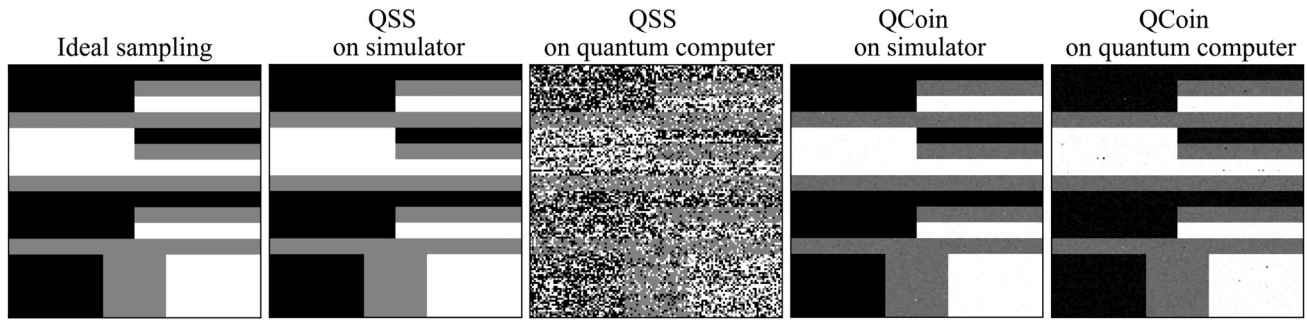 Ideal sampling
QSS
on simulator
QSS
on quantum computer
QCoin
on simulator
QCoin
on quantum computer